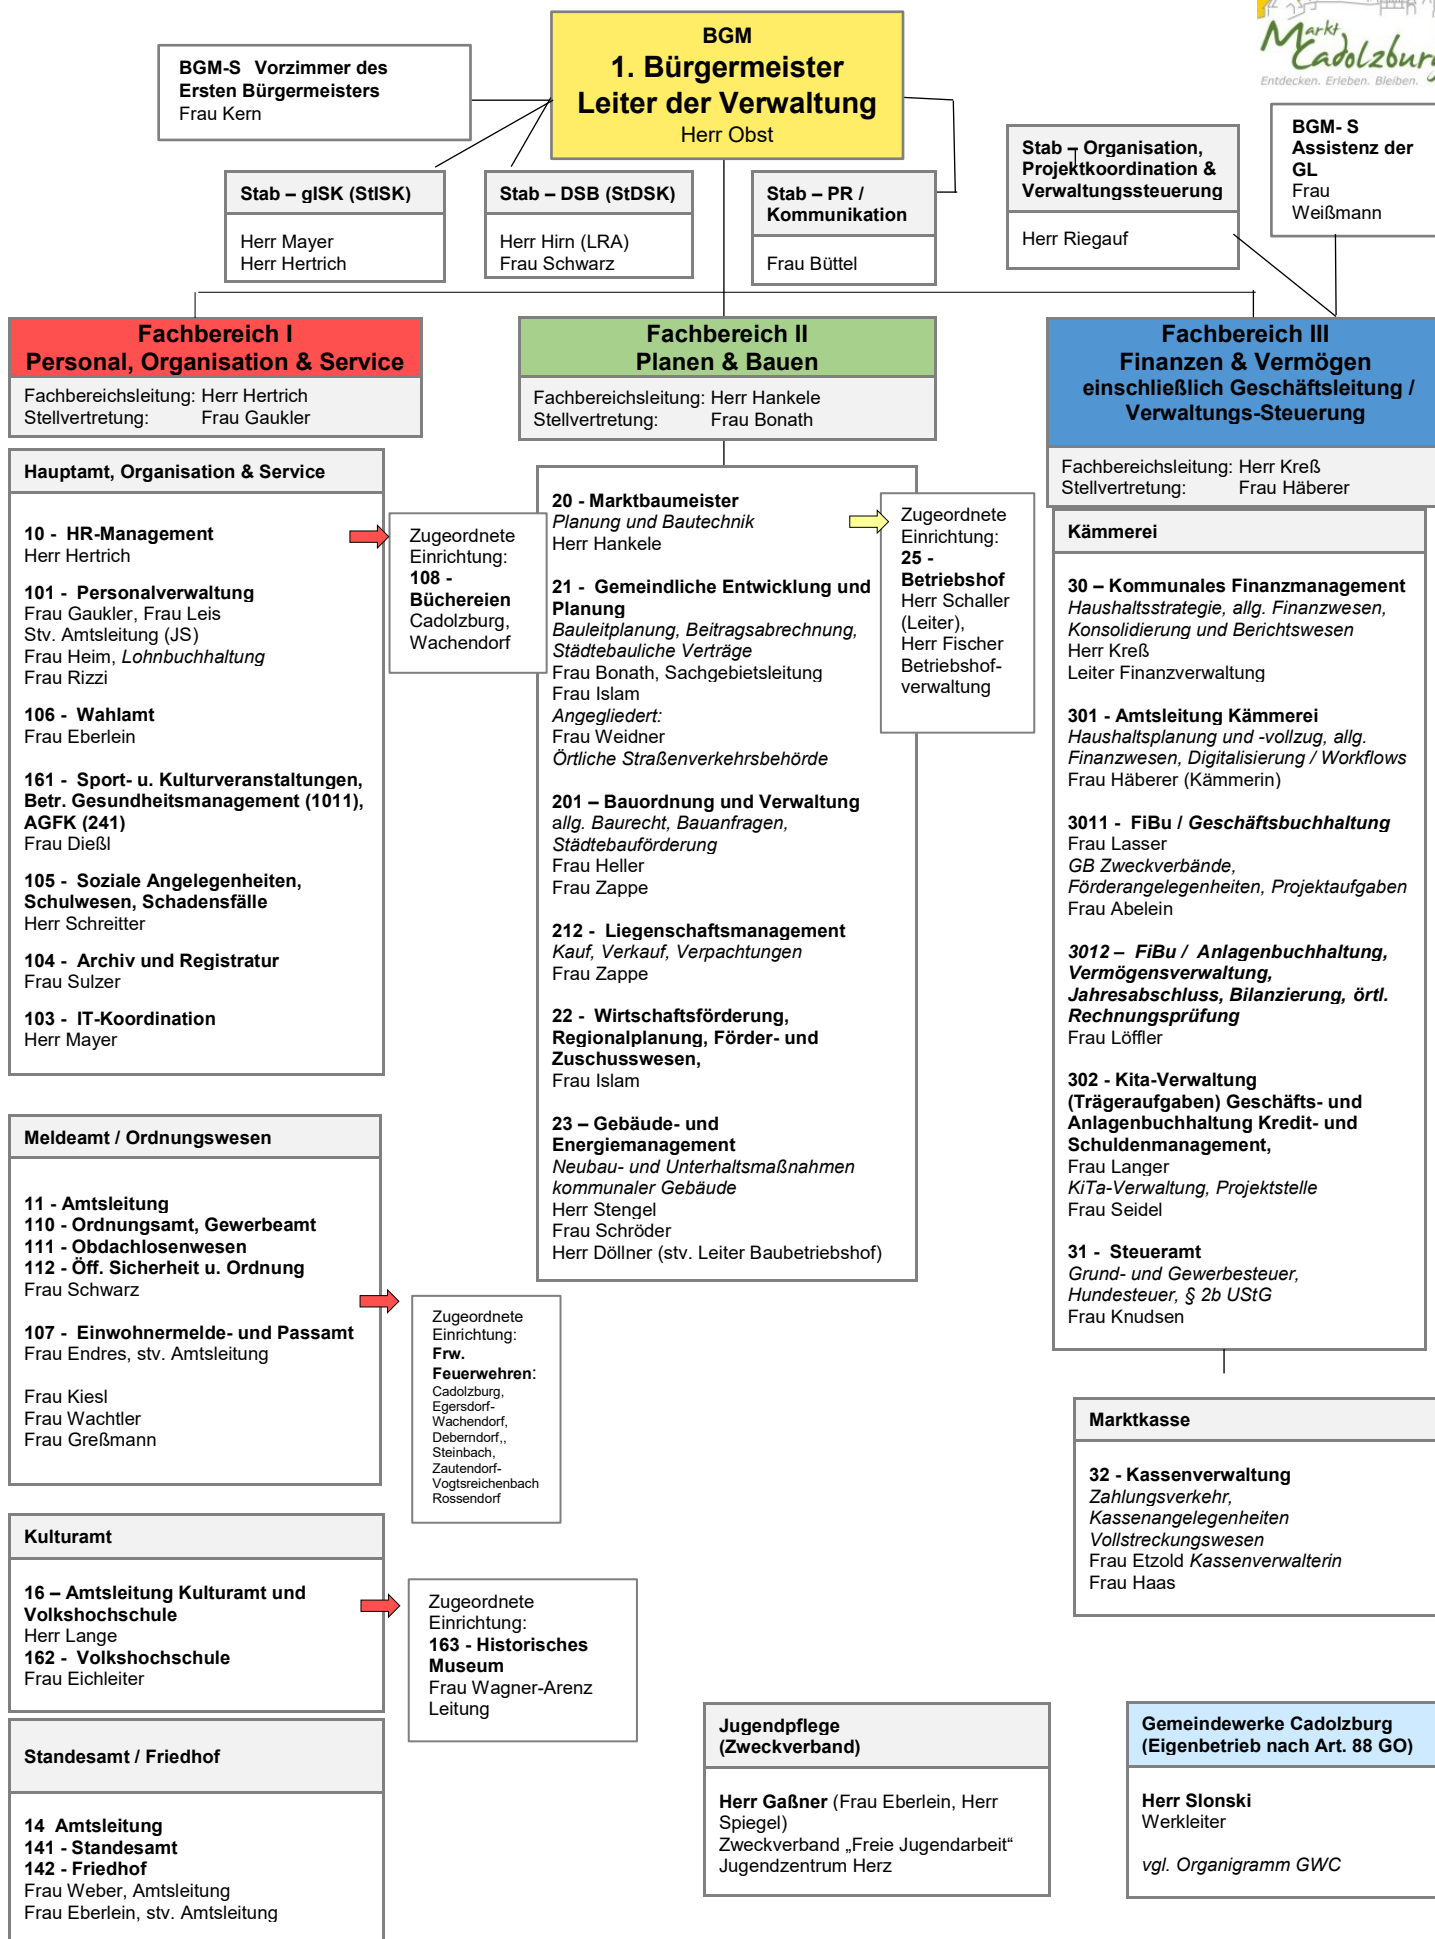 Markt
Cadolzburg
Entdecken. Erleben. Bleiben.
BGM
1. Bürgermeister
Leiter der Verwaltung
Herr Obst
BGM-S Vorzimmer des
Ersten Bürgermeisters
Frau Kern
Stab – gISK (StISK)
Herr Mayer
Herr Hertrich
Stab – DSB (StDSK)
Herr Hirn (LRA)
Frau Schwarz
Stab – PR /
Kommunikation
Frau Büttel
Stab – Organisation,
Projektkoordination &
Verwaltungssteuerung
Herr Riegauf
BGM- S
Assistenz der
GL
Frau
Weißmann
Fachbereich I
Personal, Organisation & Service
Fachbereichsleitung: Herr Hertrich
Stellvertretung: Frau Gaukler
Hauptamt, Organisation & Service
10 - HR-Management
Herr Hertrich
101 - Personalverwaltung
Frau Gaukler, Frau Leis
Stv. Amtsleitung (JS)
Frau Heim, Lohnbuchhaltung
Frau Rizzi
106 - Wahlamt
Frau Eberlein
161 - Sport- u. Kulturveranstaltungen,
Betr. Gesundheitsmanagement (1011),
AGFK (241)
Frau Dießl
105 - Soziale Angelegenheiten,
Schulwesen, Schadensfälle
Herr Schreitter
104 - Archiv und Registratur
Frau Sulzer
103 - IT-Koordination
Herr Mayer
Zugeordnete
Einrichtung:
108 -
Büchereien
Cadolzburg,
Wachendorf
Meldeamt / Ordnungswesen
11 - Amtsleitung
110 - Ordnungsamt, Gewerbeamt
111 - Obdachlosenwesen
112 - Öff. Sicherheit u. Ordnung
Frau Schwarz
107 - Einwohnermelde- und Passamt
Frau Endres, stv. Amtsleitung
Frau Kiesl
Frau Wachtler
Frau Greßmann
Zugeordnete
Einrichtung:
Frw.
Feuerwehren:
Cadolzburg,
Egersdorf-
Wachendorf,
Deberndorf,,
Steinbach,
Zautendorf-
Vogtsreichenbach
Rossendorf
Kulturamt
16 – Amtsleitung Kulturamt und
Volkshochschule
Herr Lange
162 - Volkshochschule
Frau Eichleiter
Zugeordnete
Einrichtung:
163 - Historisches
Museum
Frau Wagner-Arenz
Leitung
Standesamt / Friedhof
14 Amtsleitung
141 - Standesamt
142 - Friedhof
Frau Weber, Amtsleitung
Frau Eberlein, stv. Amtsleitung
Fachbereich II
Planen & Bauen
Fachbereichsleitung: Herr Hankele
Stellvertretung: Frau Bonath
20 - Marktbaumeister
Planung und Bautechnik
Herr Hankele
21 - Gemeindliche Entwicklung und
Planung
Bauleitplanung, Beitragsabrechnung,
Städtebauliche Verträge
Frau Bonath, Sachgebietsleitung
Frau Islam
Angegliedert:
Frau Weidner
Örtliche Straßenverkehrsbehörde
201 – Bauordnung und Verwaltung
allg. Baurecht, Bauanfragen,
Städtebauförderung
Frau Heller
Frau Zappe
212 - Liegenschaftsmanagement
Kauf, Verkauf, Verpachtungen
Frau Zappe
22 - Wirtschaftsförderung,
Regionalplanung, Förder- und
Zuschusswesen,
Frau Islam
23 – Gebäude- und
Energiemanagement
Neubau- und Unterhaltsmaßnahmen
kommunaler Gebäude
Herr Stengel
Frau Schröder
Herr Döllner (stv. Leiter Baubetriebshof)
Zugeordnete
Einrichtung:
25 -
Betriebshof
Herr Schaller
(Leiter),
Herr Fischer
Betriebshof-
verwaltung
Fachbereich III
Finanzen & Vermögen
einschließlich Geschäftsleitung /
Verwaltungs-Steuerung
Fachbereichsleitung: Herr Kreß
Stellvertretung: Frau Häberer
Kämmerei
30 – Kommunales Finanzmanagement
Haushaltsstrategie, allg. Finanzwesen,
Konsolidierung und Berichtswesen
Herr Kreß
Leiter Finanzverwaltung
301 - Amtsleitung Kämmerei
Haushaltsplanung und -vollzug, allg.
Finanzwesen, Digitalisierung / Workflows
Frau Häberer (Kämmerin)
3011 - FiBu / Geschäftsbuchhaltung
Frau Lasser
GB Zweckverbände,
Förderangelegenheiten, Projektaufgaben
Frau Abelein
3012 – FiBu / Anlagenbuchhaltung,
Vermögensverwaltung,
Jahresabschluss, Bilanzierung, örtl.
Rechnungsprüfung
Frau Löffler
302 - Kita-Verwaltung
(Trägeraufgaben) Geschäfts- und
Anlagenbuchhaltung Kredit- und
Schuldenmanagement,
Frau Langer
KiTa-Verwaltung, Projektstelle
Frau Seidel
31 - Steueramt
Grund- und Gewerbesteuer,
Hundesteuer, § 2b UStG
Frau Knudsen
Marktkasse
32 - Kassenverwaltung
Zahlungsverkehr,
Kassenangelegenheiten
Vollstreckungswesen
Frau Etzold Kassenverwalterin
Frau Haas
Jugendpflege
(Zweckverband)
Herr Gaßner (Frau Eberlein, Herr
Spiegel)
Zweckverband „Freie Jugendarbeit“
Jugendzentrum Herz
Gemeindewerke Cadolzburg
(Eigenbetrieb nach Art. 88 GO)
Herr Slonski
Werkleiter
vgl. Organigramm GWC